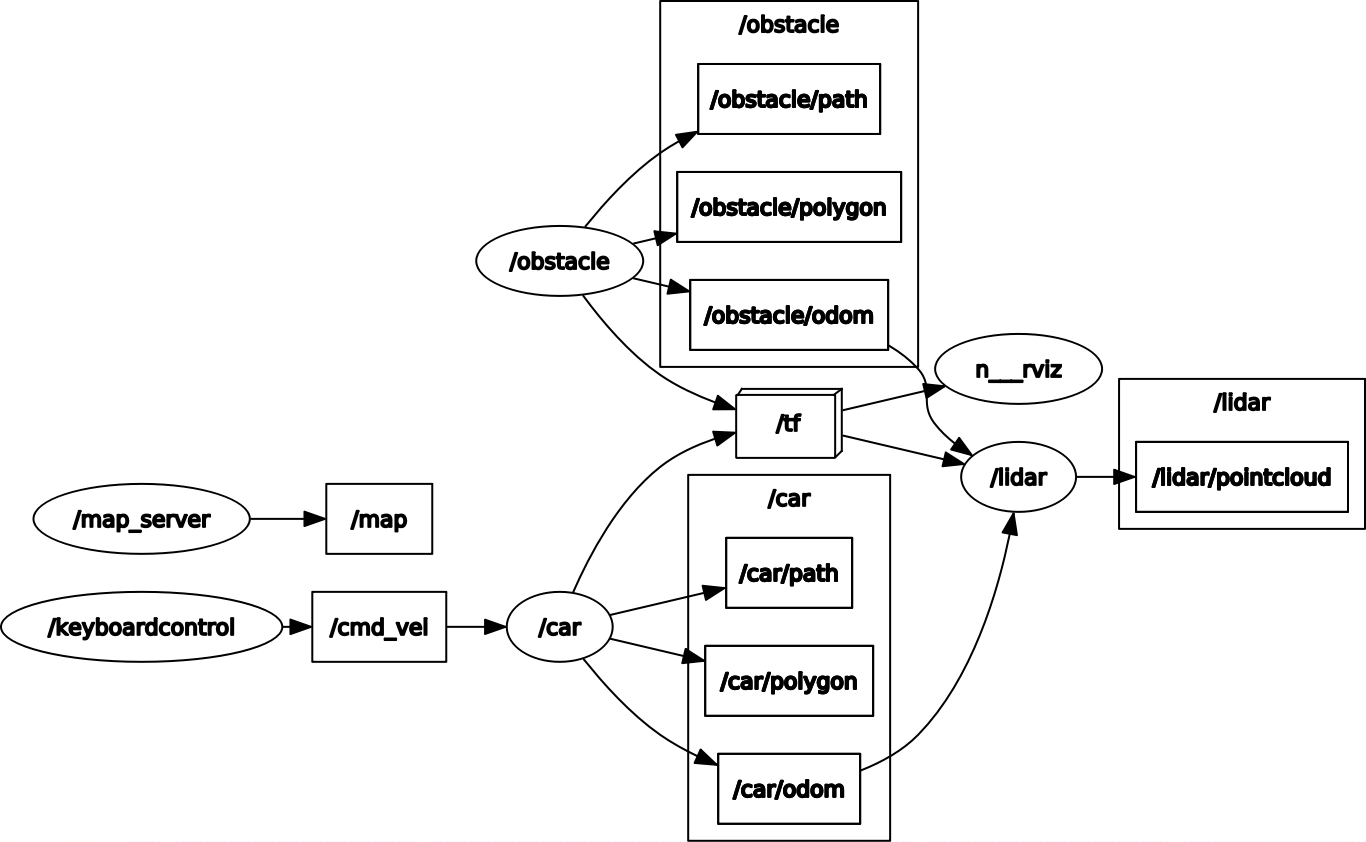 /obstacle
/obstacle/path
/obstacle/polygon
/obstacle
/obstacle/odom
n___rviz
/tf
/lidar
/lidar
/lidar/pointcloud
/car
/map_server
/map
/car/path
/keyboardcontrol
/cmd_vel
/car
/car/polygon
/car/odom